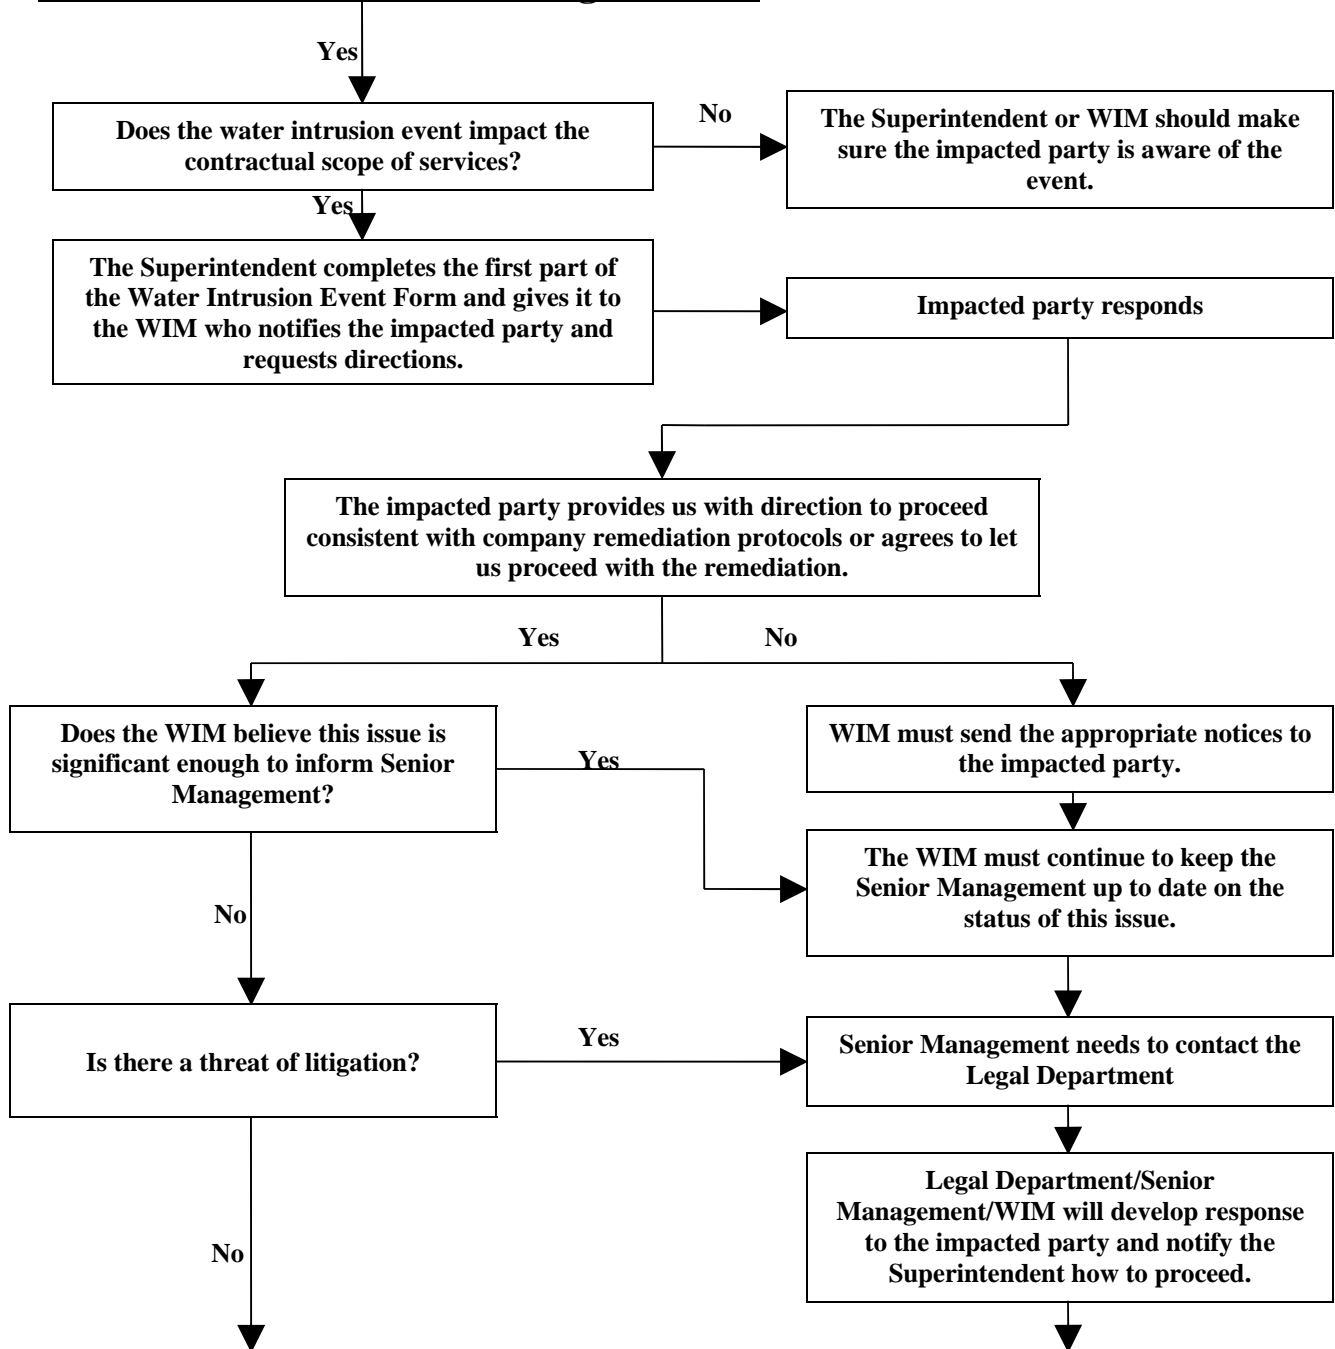 Yes
Does the water intrusion event impact the
contractual scope of services?
No
The Superintendent or WIM should make
sure the impacted party is aware of the
event.
Yes
The Superintendent completes the first part of
the Water Intrusion Event Form and gives it to
the WIM who notifies the impacted party and
requests directions.
Impacted party responds
The impacted party provides us with direction to proceed
consistent with company remediation protocols or agrees to let
us proceed with the remediation.
Yes
No
Does the WIM believe this issue is
significant enough to inform Senior
Management?
Yes
WIM must send the appropriate notices to
the impacted party.
The WIM must continue to keep the
Senior Management up to date on the
status of this issue.
No
Is there a threat of litigation?
Yes
Senior Management needs to contact the
Legal Department
Legal Department/Senior
Management/WIM will develop response
to the impacted party and notify the
Superintendent how to proceed.
No